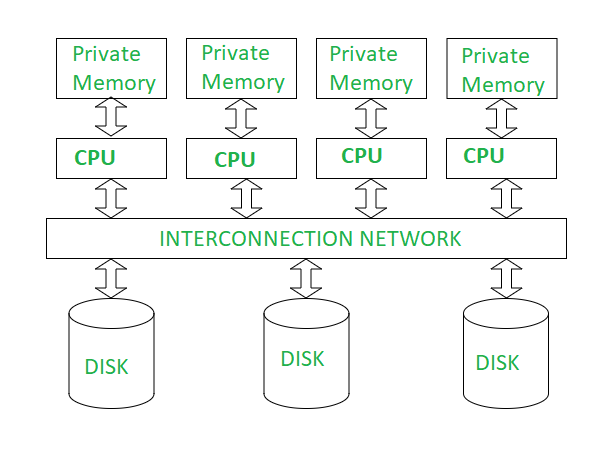 Private
Memory
Private
Memory
Private
Memory
Private
Memory
CPU
CPU
CPU
CPU
INTERCONNECTION NETWORK
DISK
DISK
DISK